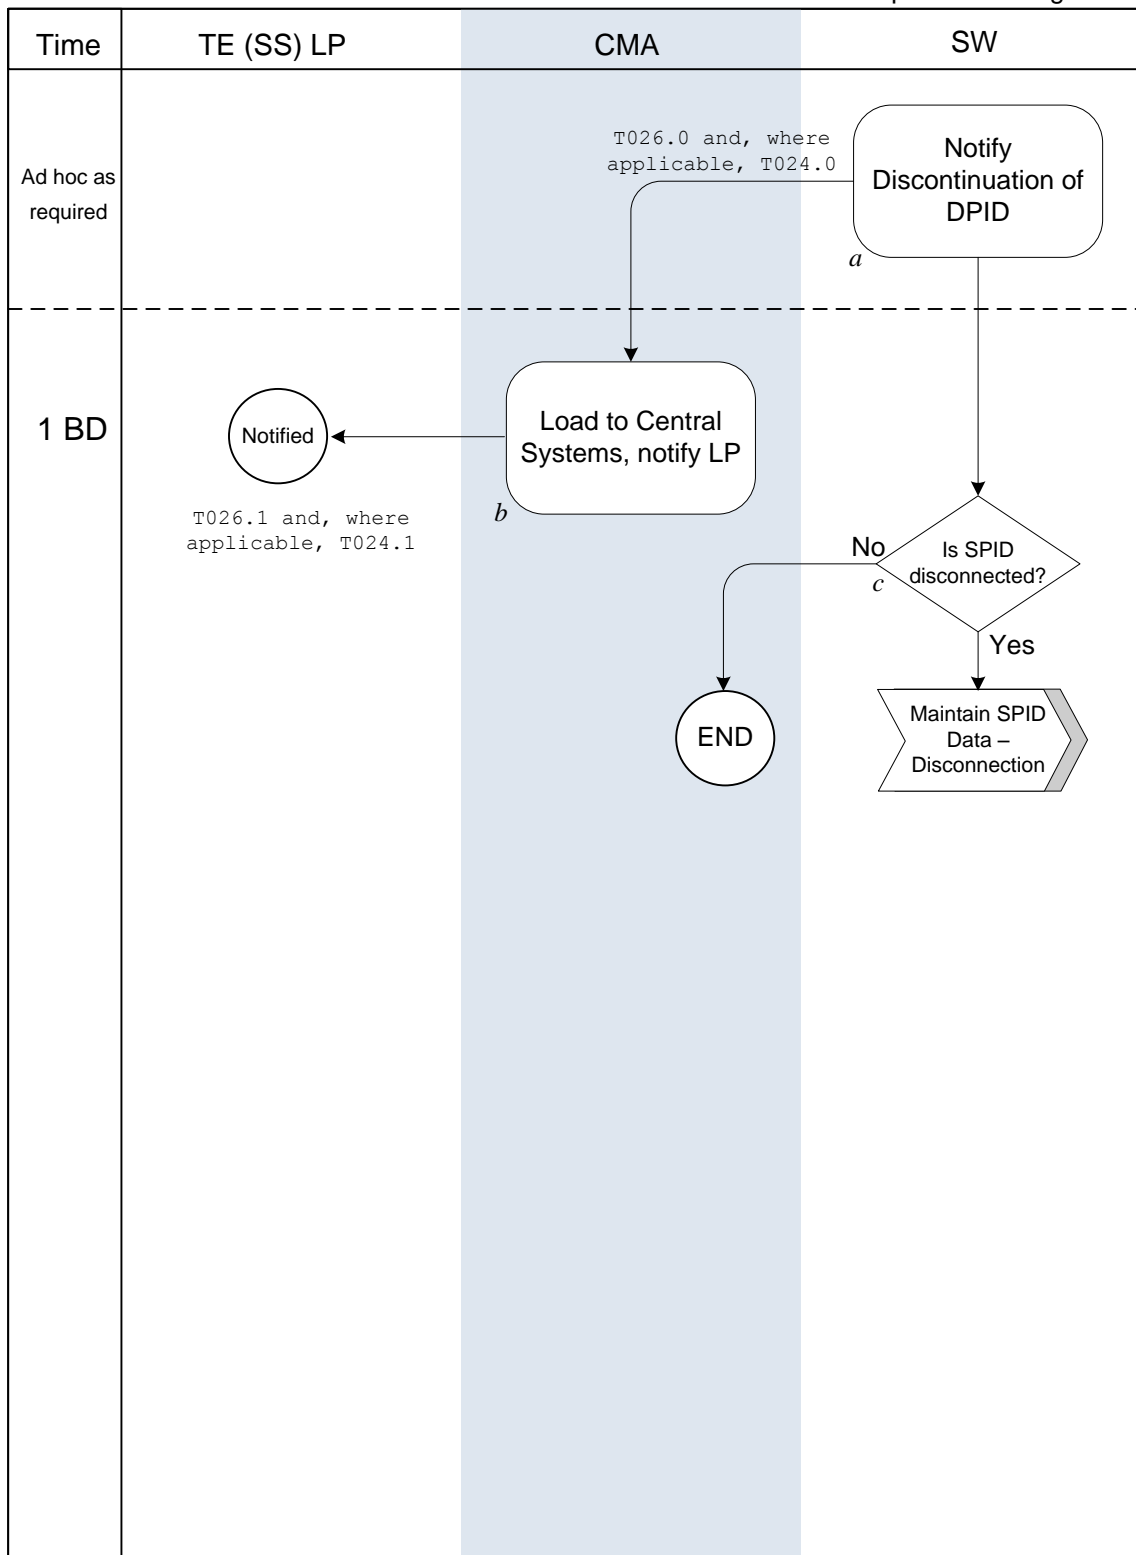 Time
TE (SS) LP
CMA
SW
Ad hoc as
required
T026.0 and, where
applicable, T024.0
Notify
Discontinuation of
DPID
a
1 BD
Notified
T026.1 and, where
applicable, T024.1
Load to Central
Systems, notify LP
b
No
Is SPID
disconnected?
c
Yes
END
Maintain SPID
Data –
Disconnection